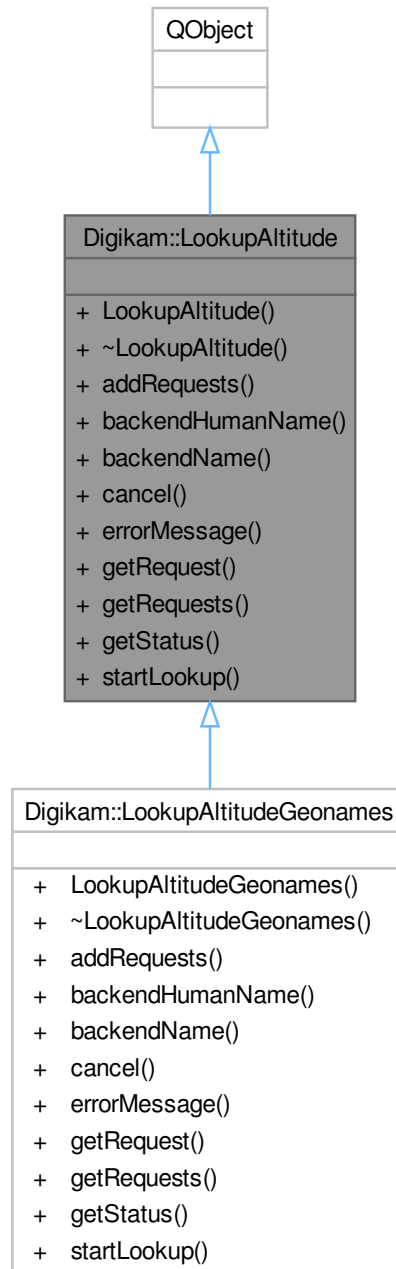 QObject
Digikam::LookupAltitude
+ LookupAltitude()
+ ~LookupAltitude()
+ addRequests()
+ backendHumanName()
+ backendName()
+ cancel()
+ errorMessage()
+ getRequest()
+ getRequests()
+ getStatus()
+ startLookup()
Digikam::LookupAltitudeGeonames
+ LookupAltitudeGeonames()
+ ~LookupAltitudeGeonames()
+ addRequests()
+ backendHumanName()
+ backendName()
+ cancel()
+ errorMessage()
+ getRequest()
+ getRequests()
+ getStatus()
+ startLookup()